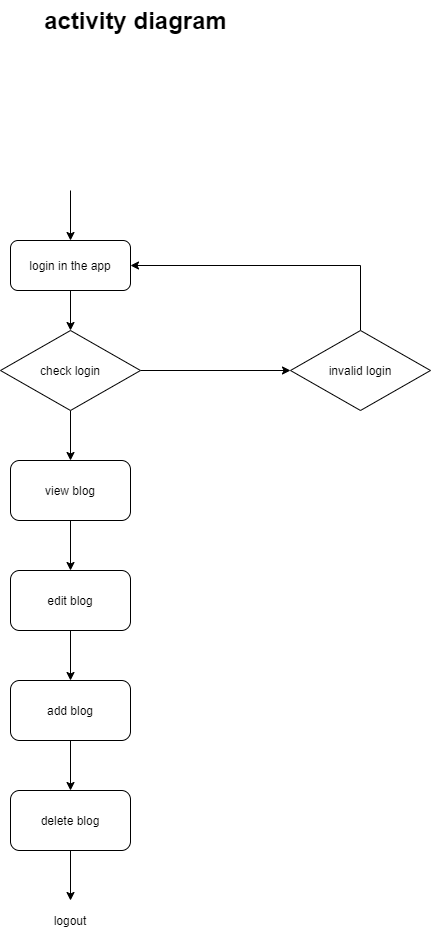 activity diagram
login in the app
check login
invalid login
view blog
edit blog
add blog
delete blog
logout